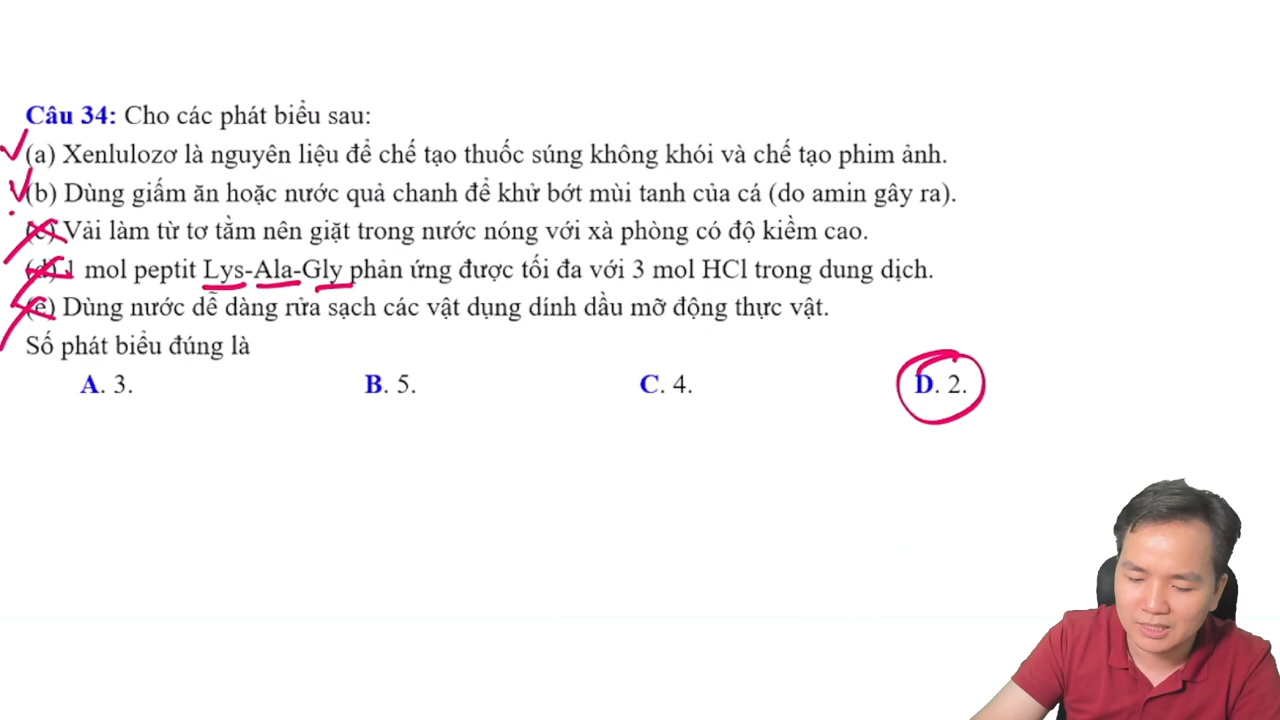 Câu 34: Cho các phát biểu sau:
(a) Xenlulozơ là nguyên liệu để chế tạo thuốc súng không khói và chế tạo phim ảnh.
(b) Dùng giấm ăn hoặc nước quả chanh để khử bớt mùi tanh của cá (do amin gây ra).
(c) Vải làm từ tơ tằm nên giặt trong nước nóng với xà phòng có độ kiềm cao.
(d) 1 mol peptit Lys-Ala-Gly phản ứng được tối đa với 3 mol HCl trong dung dịch.
(e) Dùng nước dễ dàng rửa sạch các vật dụng dính dầu mỡ động thực vật.
Số phát biểu đúng là
A. 3. B. 5. C. 4. D. 2.